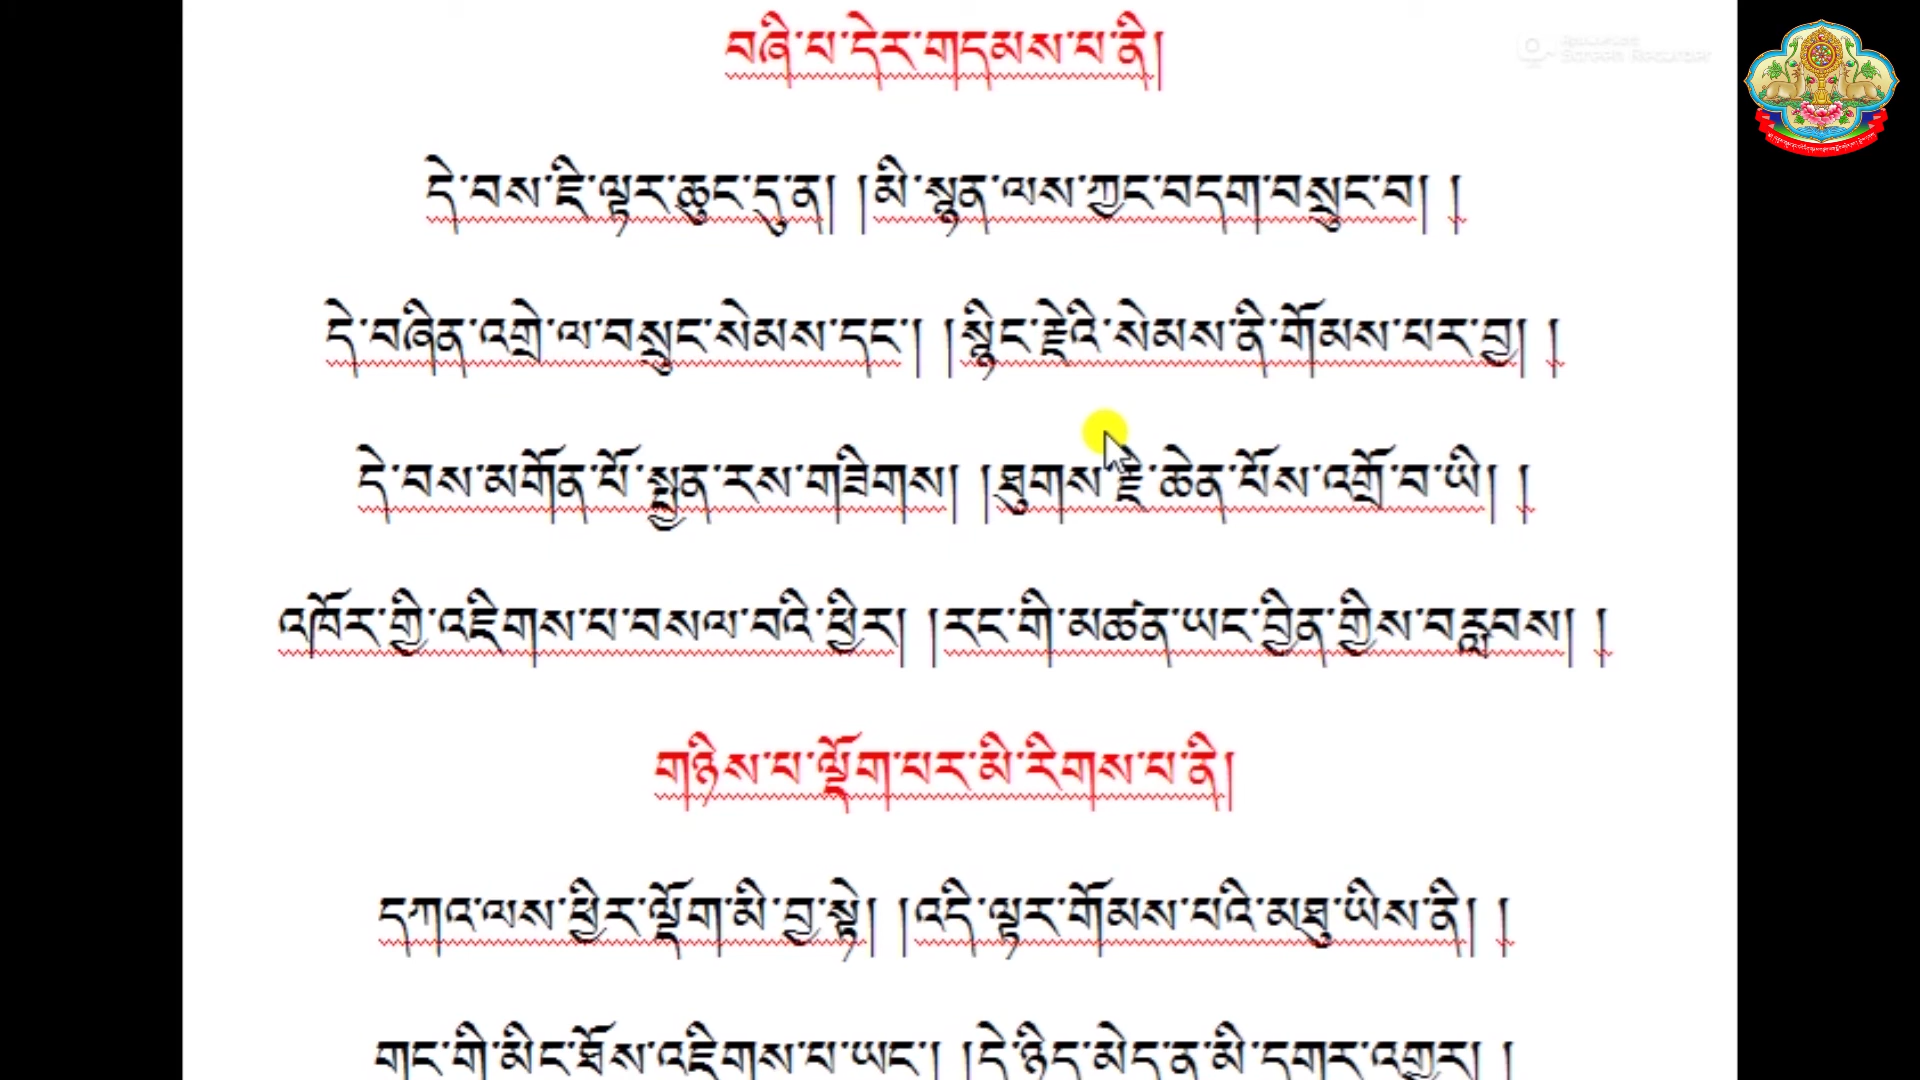 བཞི་པ་དེར་གདམས་པ་ནི།
དེ་བས་ཇི་ལྟར་ཆུང་ངུ་ན། །མི་སྙན་ལས་ཀྱང་བདག་བསྲུང་བ། །
དེ་བཞིན་འགྲོ་ལ་བསྲུང་སེམས་དང་། །སྙིང་རྗེའི་སེམས་ནི་གོམས་པར་བྱ། །
དེ་བས་མགོན་པོ་སྤྱན་རས་གཟིགས། །ཐུགས་རྗེ་ཆེན་པོས་འགྲོ་བ་ཡི། །
འཁོར་གྱི་འཇིགས་པ་བསལ་བའི་ཕྱིར། །རང་གི་མཚན་ཡང་བྱིན་གྱིས་བརླབས། །
གཉིས་པ་ལྡོག་པར་མི་རིགས་པ་ནི།
དཀའ་ལས་ཕྱིར་ལྡོག་མི་བྱ་སྟེ། །འདི་ལྟར་གོམས་པའི་མཐུ་ཡིས་ནི། །
གང་གི་མིང་ཐོས་འཇིགས་པ་ཡང་། །དེ་ཉིད་མེད་ན་མི་དགར་འགྱུར། །